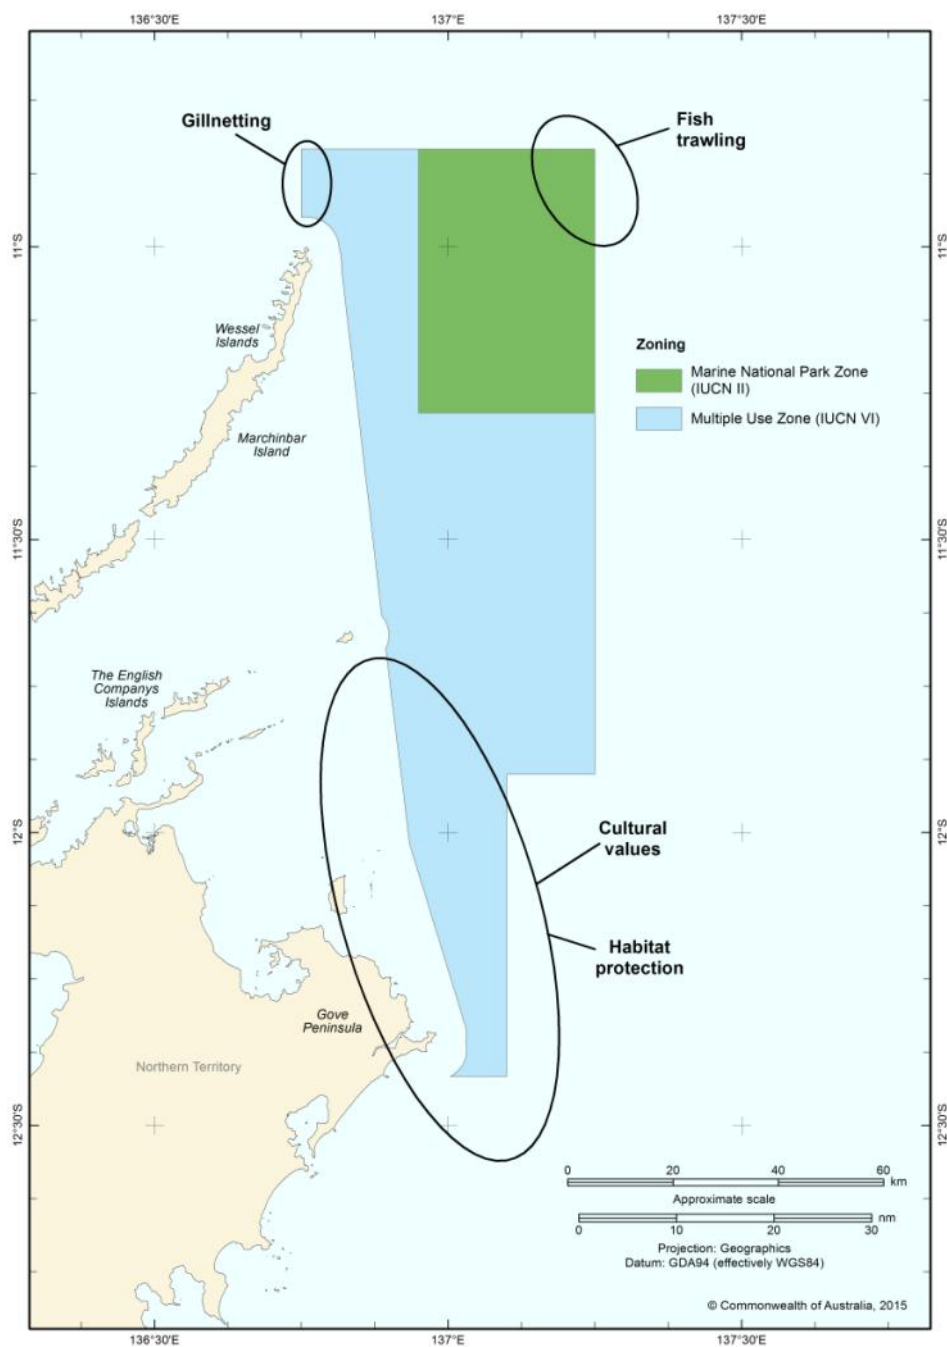 136°30'E
137°E
137°30'E
Gillnetting
Fish
trawling
11°S
11°S
Wessel
Islands
Zoning
Marine National Park Zone
(IUCN II)
Multiple Use Zone (IUCN VI)
Marchinbar
Island
11°30'S
11°30'S
The English
Companys
Islands
12°S
12°S
Cultural
values
Habitat
protection
Gove
Peninsula
Northern Territory
12°30'S
12°30'S
0 20 40 60
km
Approximate scale
nm
0 10 20 30
Projection: Geographics
Datum: GDA94 (effectively WGS84)
© Commonwealth of Australia, 2015
136°30'E
137°E
137°30'E